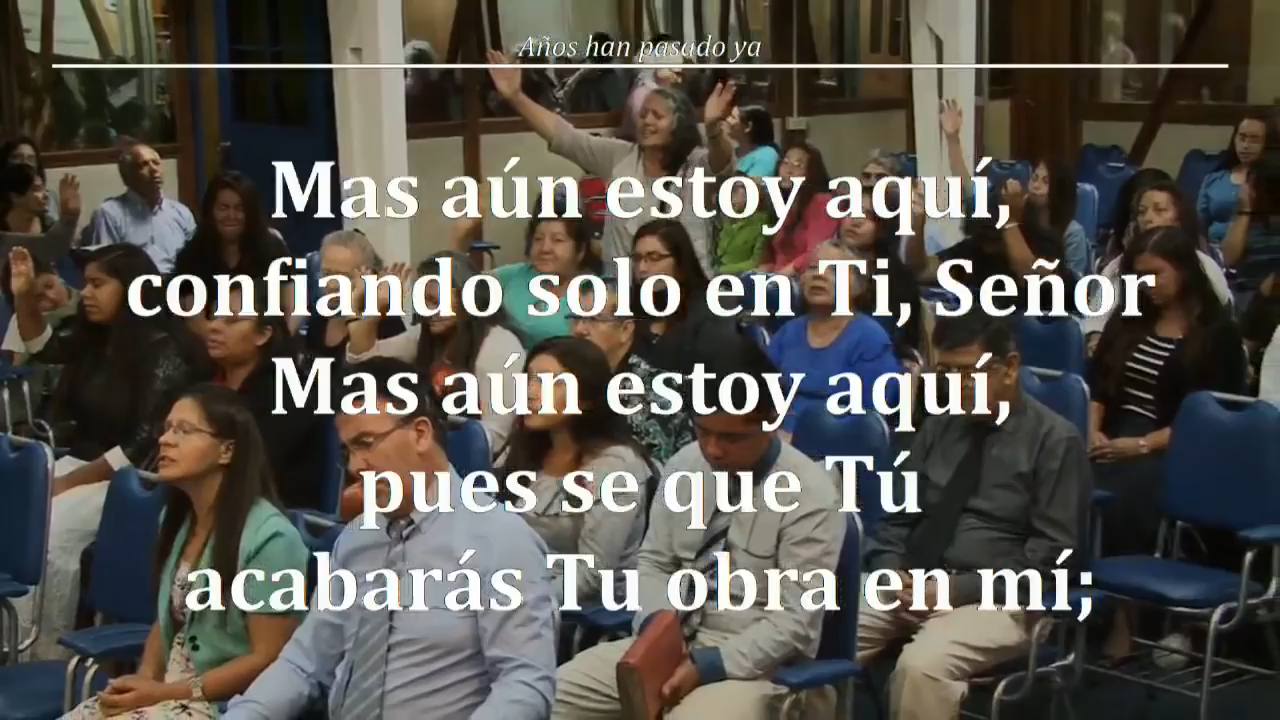 Años han pasado ya
Mas aún estoy aquí,
confiando solo en Ti, Señor
Mas aún estoy aquí,
pues se que Tú
acabarás Tu obra en mí;